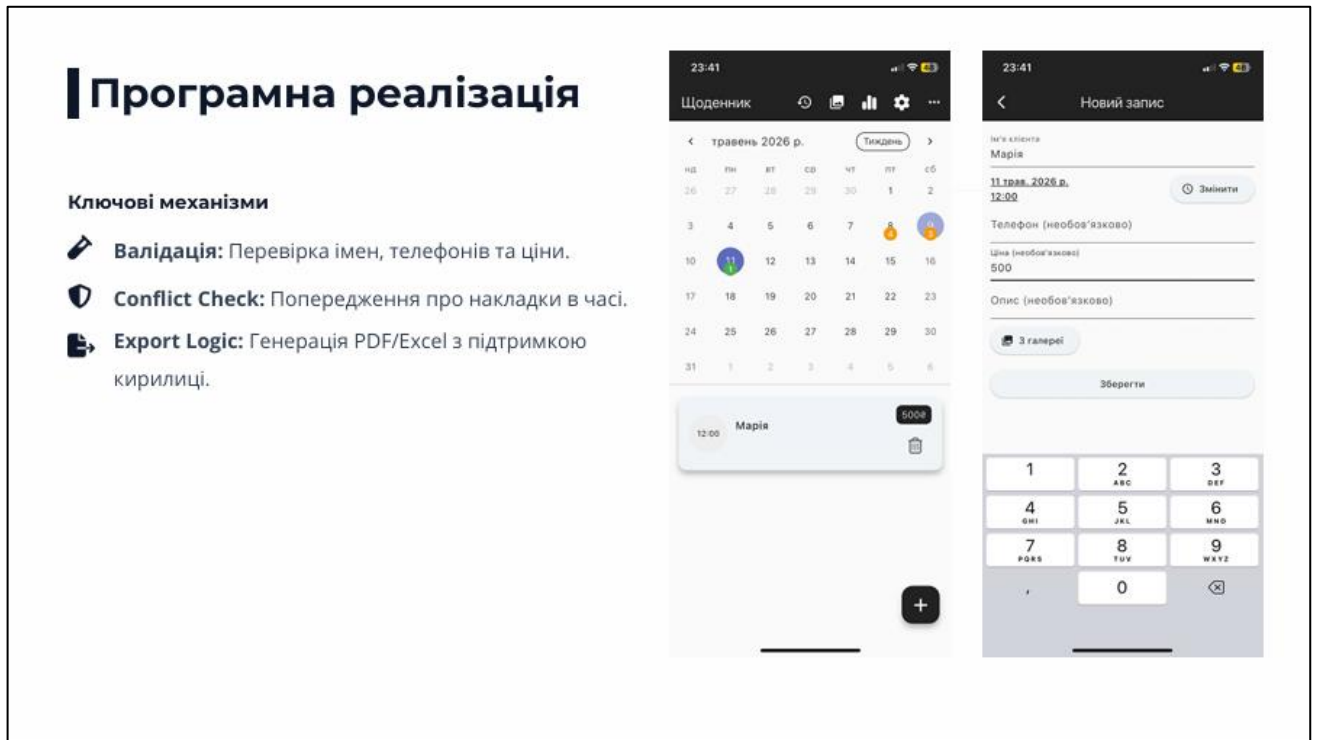 Програмна реалізація
Ключові механізми
Валідація: Перевірка імен, телефонів та ціни.
Conflict Check: Попередження про накладки в часі.
Export Logic: Генерація PDF/Excel з підтримкою
кирилиці.
23:41
48
Щоденник
травень 2026 р.
Тиждень
нд пн вт ср чт пт сб
26 27 28 29 30 1 2
3 4 5 6 7 8 9
4 3
10 11 12 13 14 15 16
1
17 18 19 20 21 22 23
24 25 26 27 28 29 30
31 1 2 3 4 5 6
12:00 Марія 500₴
+
23:41
48
Новий запис
Ім'я клієнта
Марія
11 трав. 2026 р.
12:00
Змінити
Телефон (необов'язково)
Ціна (необов'язково)
500
Опис (необов'язково)
З галереї
Зберегти
1 2 3
ABC DEF
4 5 6
GHI JKL MNO
7 8 9
PQRS TUV WXYZ
, 0